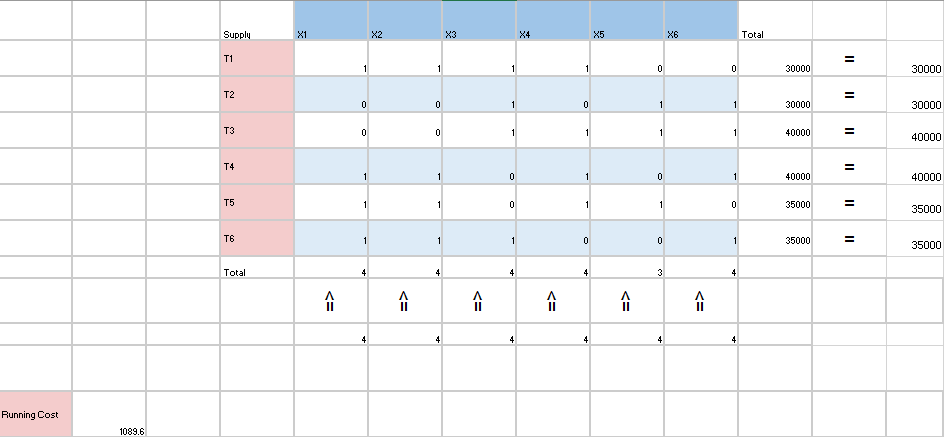 Supply X1 X2 X3 X4 X5 X6 Total
T1 1 1 1 1 0 0 30000 = 30000
T2 0 0 1 0 1 1 30000 = 30000
T3 0 0 1 1 1 1 40000 = 40000
T4 1 1 0 1 0 1 40000 = 40000
T5 1 1 0 1 1 0 35000 = 35000
T6 1 1 1 0 0 1 35000 = 35000
Total 4 4 4 4 3 4
<= <= <= <= <= <=
4 4 4 4 4 4
Running Cost 1089.6